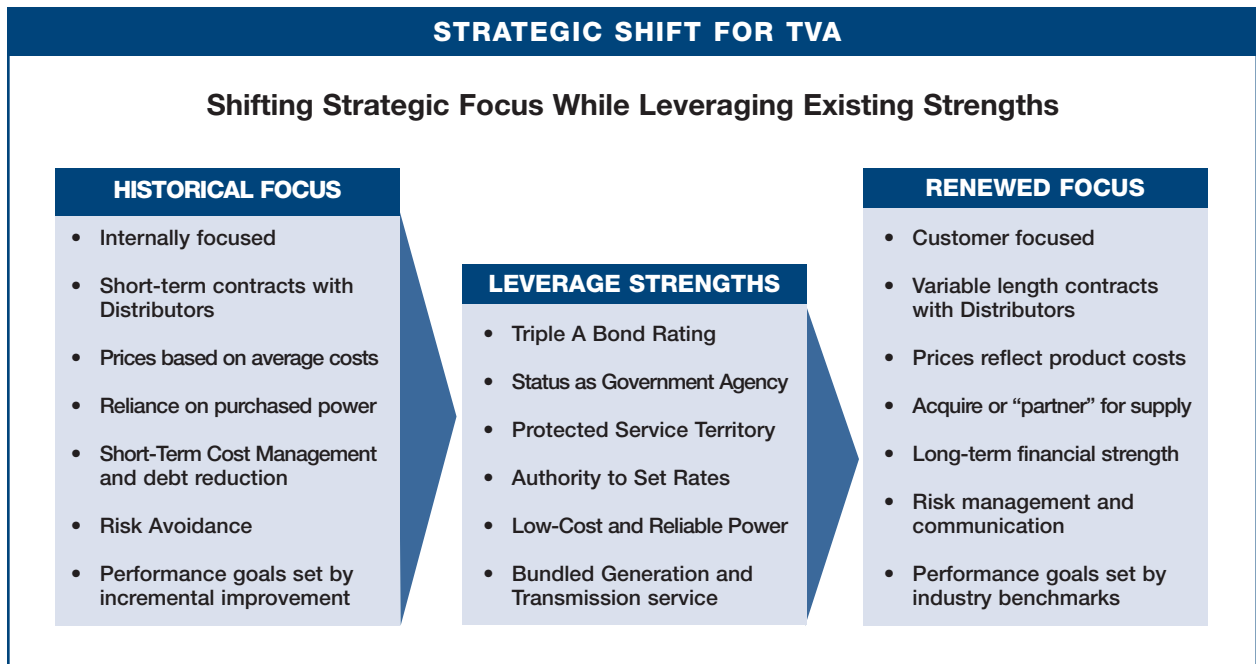 STRATEGIC SHIFT FOR TVA
Shifting Strategic Focus While Leveraging Existing Strengths
HISTORICAL FOCUS
• Internally focused
• Short-term contracts with
Distributors
• Prices based on average costs
• Reliance on purchased power
• Short-Term Cost Management
and debt reduction
• Risk Avoidance
• Performance goals set by
incremental improvement
LEVERAGE STRENGTHS
• Triple A Bond Rating
• Status as Government Agency
• Protected Service Territory
• Authority to Set Rates
• Low-Cost and Reliable Power
• Bundled Generation and
Transmission service
RENEWED FOCUS
• Customer focused
• Variable length contracts
with Distributors
• Prices reflect product costs
• Acquire or “partner” for supply
• Long-term financial strength
• Risk management and
communication
• Performance goals set by
industry benchmarks